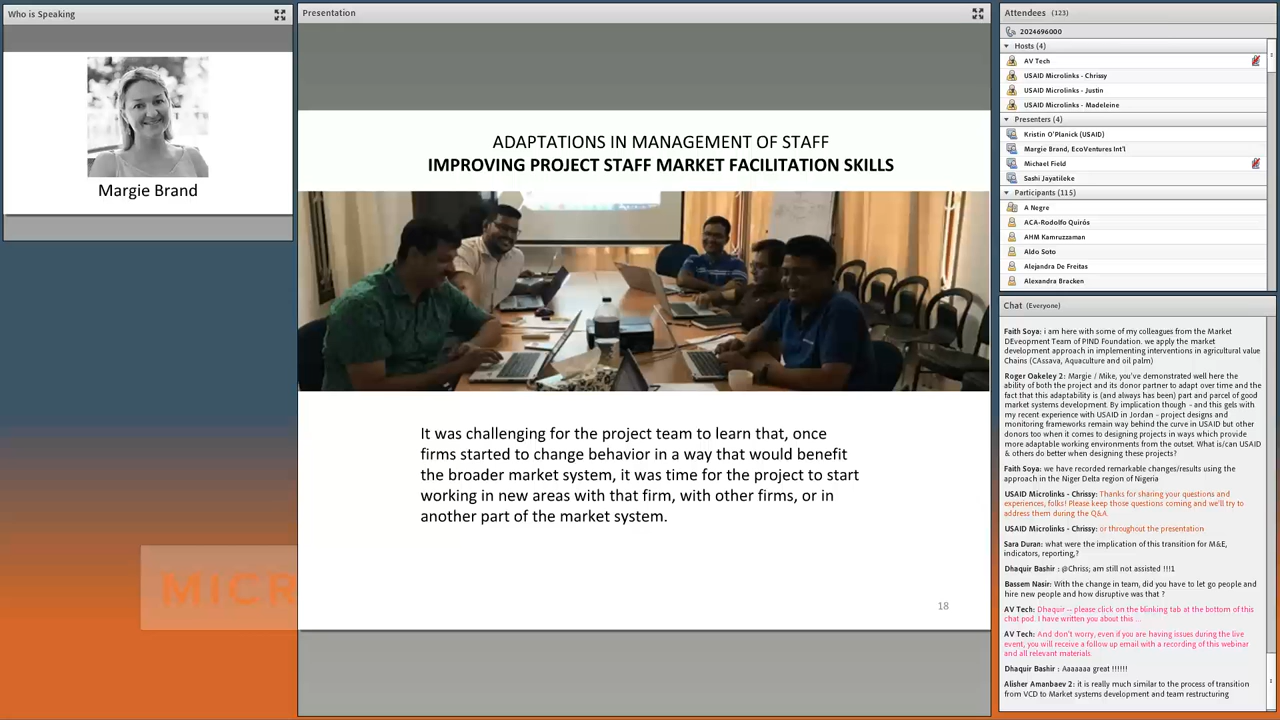 Who is Speaking
Margie Brand
Presentation
ADAPTATIONS IN MANAGEMENT OF STAFF
IMPROVING PROJECT STAFF MARKET FACILITATION SKILLS
It was challenging for the project team to learn that, once
firms started to change behavior in a way that would benefit
the broader market system, it was time for the project to start
working in new areas with that firm, with other firms, or in
another part of the market system.
18
MICR
Attendees (123)
2024696000
Hosts (4)
AV Tech
USAID Microlinks - Chrissy
USAID Microlinks - Justin
USAID Microlinks - Madeleine
Presenters (4)
Kristin O'Planick (USAID)
Margie Brand, EcoVentures Int'l
Michael Field
Sashi Jayatileke
Participants (115)
A Negre
ACA-Rodolfo Quirós
AHM Kamruzzaman
Aldo Soto
Alejandra De Freitas
Alexandra Bracken
Chat (Everyone)
Faith Soya: i am here with some of my colleagues from the Market
DEveopment Team of PIND Foundation. we apply the market
development approach in implementing interventions in agricultural value
Chains (CAssava, Aquaculture and oil palm)
Roger Oakeley 2: Margie / Mike, you've demonstrated well here the
ability of both the project and its donor partner to adapt over time and the
fact that this adaptability is (and always has been) part and parcel of good
market systems development. By implication though - and this gels with
my recent experience with USAID in Jordan - project designs and
monitoring frameworks remain way behind the curve in USAID but other
donors too when it comes to designing projects in ways which provide
more adaptable working environments from the outset. What is/can USAID
& others do better when designing these projects?
Faith Soya: we have recorded remarkable changes/results using the
approach in the Niger Delta region of Nigeria
USAID Microlinks - Chrissy: Thanks for sharing your questions and
experiences, folks! Please keep those questions coming and we'll try to
address them during the Q&A.
USAID Microlinks - Chrissy: or throughout the presentation
Sara Duran: what were the implication of this transition for M&E,
indicators, reporting,?
Dhaquir Bashir : @Chriss; am still not assisted !!!1
Bassem Nasir: With the change in team, did you have to let go people and
hire new people and how disruptive was that ?
AV Tech: Dhaquir -- please click on the blinking tab at the bottom of this
chat pod. I have written you about this ...
AV Tech: And don't worry, even if you are having issues during the live
event, you will receive a follow up email with a recording of this webinar
and all relevant materials.
Dhaquir Bashir : Aaaaaaa great !!!!!!
Alisher Amanbaev 2: it is really much similar to the process of transition
from VCD to Market systems development and team restructuring